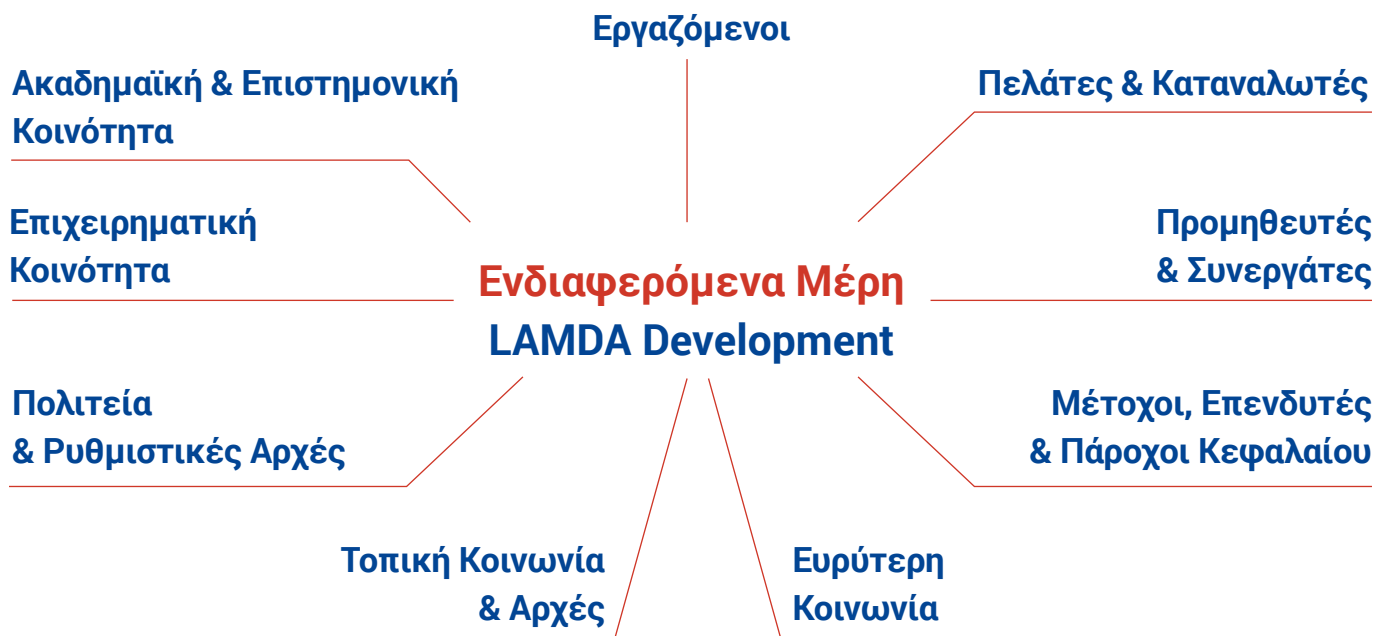 Εργαζόμενοι
Ακαδημαϊκή & Επιστημονική
Κοινότητα
Πελάτες & Καταναλωτές
Επιχειρηματική
Κοινότητα
Προμηθευτές
& Συνεργάτες
Ενδιαφερόμενα Μέρη
LAMDA Development
Πολιτεία
& Ρυθμιστικές Αρχές
Μέτοχοι, Επενδυτές
& Πάροχοι Κεφαλαίου
Τοπική Κοινωνία
& Αρχές
Ευρύτερη
Κοινωνία